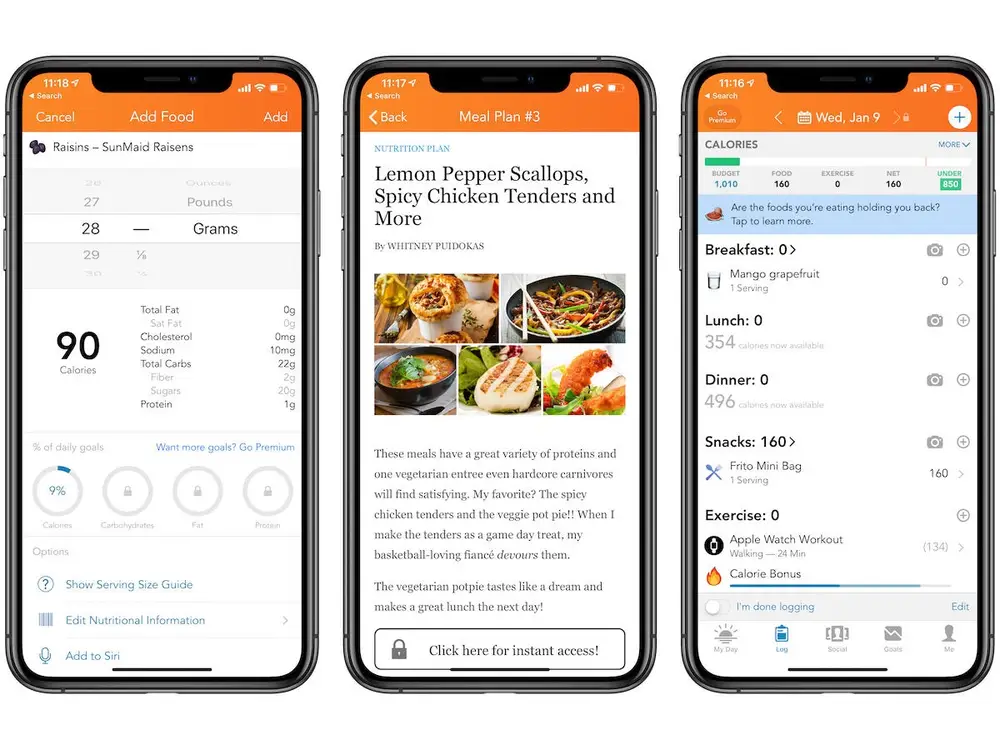 11:18
Search
Cancel
Add Food
Add
Raisins – SunMaid Raisens
26
Ounces
27
Pounds
28
—
Grams
29
⅛
30
¼
90
Calories
Total Fat 0g
Sat Fat 0g
Cholesterol 0mg
Sodium 10mg
Total Carbs 22g
Fiber 2g
Sugars 20g
Protein 1g
% of daily goals
Want more goals? Go Premium
9%
Calories
Carbohydrates
Fat
Protein
Options
Show Serving Size Guide
Edit Nutritional Information
Add to Siri
11:17
Search
Back
Meal Plan #3
NUTRITION PLAN
Lemon Pepper Scallops,
Spicy Chicken Tenders and
More
By WHITNEY PUIDOKAS
These meals have a great variety of proteins and
one vegetarian entree even hardcore carnivores
will find satisfying. My favorite? The spicy
chicken tenders and the veggie pot pie!! When I
make the tenders as a game day treat, my
basketball-loving fiancé devours them.
The vegetarian potpie tastes like a dream and
makes a great lunch the next day!
Click here for instant access!
11:16
Search
Go
Premium
Wed, Jan 9
CALORIES
MORE
BUDGET FOOD EXERCISE NET UNDER
1,010 160 0 160 850
Are the foods you're eating holding you back?
Tap to learn more.
Breakfast: 0
Mango grapefruit
1 Serving
0
Lunch: 0
354 calories now available
Dinner: 0
496 calories now available
Snacks: 160
Frito Mini Bag
1 Serving
160
Exercise: 0
Apple Watch Workout
Walking — 24 Min
(134)
Calorie Bonus
I'm done logging
Edit
My Day
Log
Social
Goals
Me